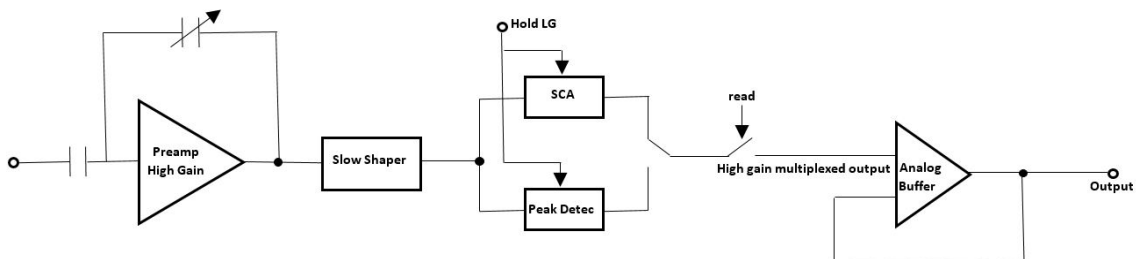 Hold LG
SCA
read
Preamp
High Gain
Slow Shaper
High gain multiplexed output
Analog
Buffer
Output
Peak Detec